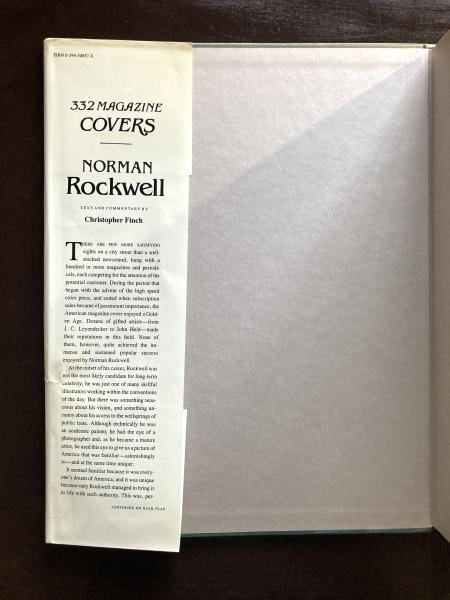 ISBN 0-394-50657-X
332 MAGAZINE
COVERS
NORMAN
Rockwell
TEXT AND COMMENTARY BY
Christopher Finch
THERE ARE FEW MORE SATISFYING
sights on a city street than a well-
stocked newsstand, hung with a
hundred or more magazines and periodi-
cals, each competing for the attention of the
potential customer. During the period that
began with the advent of the high speed
color press, and ended when subscription
sales became of paramount importance, the
American magazine cover enjoyed a Gold-
en Age. Dozens of gifted artists—from
J. C. Leyendecker to John Held—made
their reputations in this field. None of
them, however, quite achieved the im-
mense and sustained popular success
enjoyed by Norman Rockwell.
At the outset of his career, Rockwell was
not the most likely candidate for long-term
celebrity; he was just one of many skillful
illustrators working within the conventions
of the day. But there was something tena-
cious about his vision, and something un-
canny about his access to the wellsprings of
public taste. Although technically he was
an academic painter, he had the eye of a
photographer and, as he became a mature
artist, he used this eye to give us a picture of
America that was familiar—astonishingly
so—and at the same time unique.
It seemed familiar because it was every-
one's dream of America; and it was unique
because only Rockwell managed to bring it
to life with such authority. This was, per-
CONTINUED ON BACK FLAP